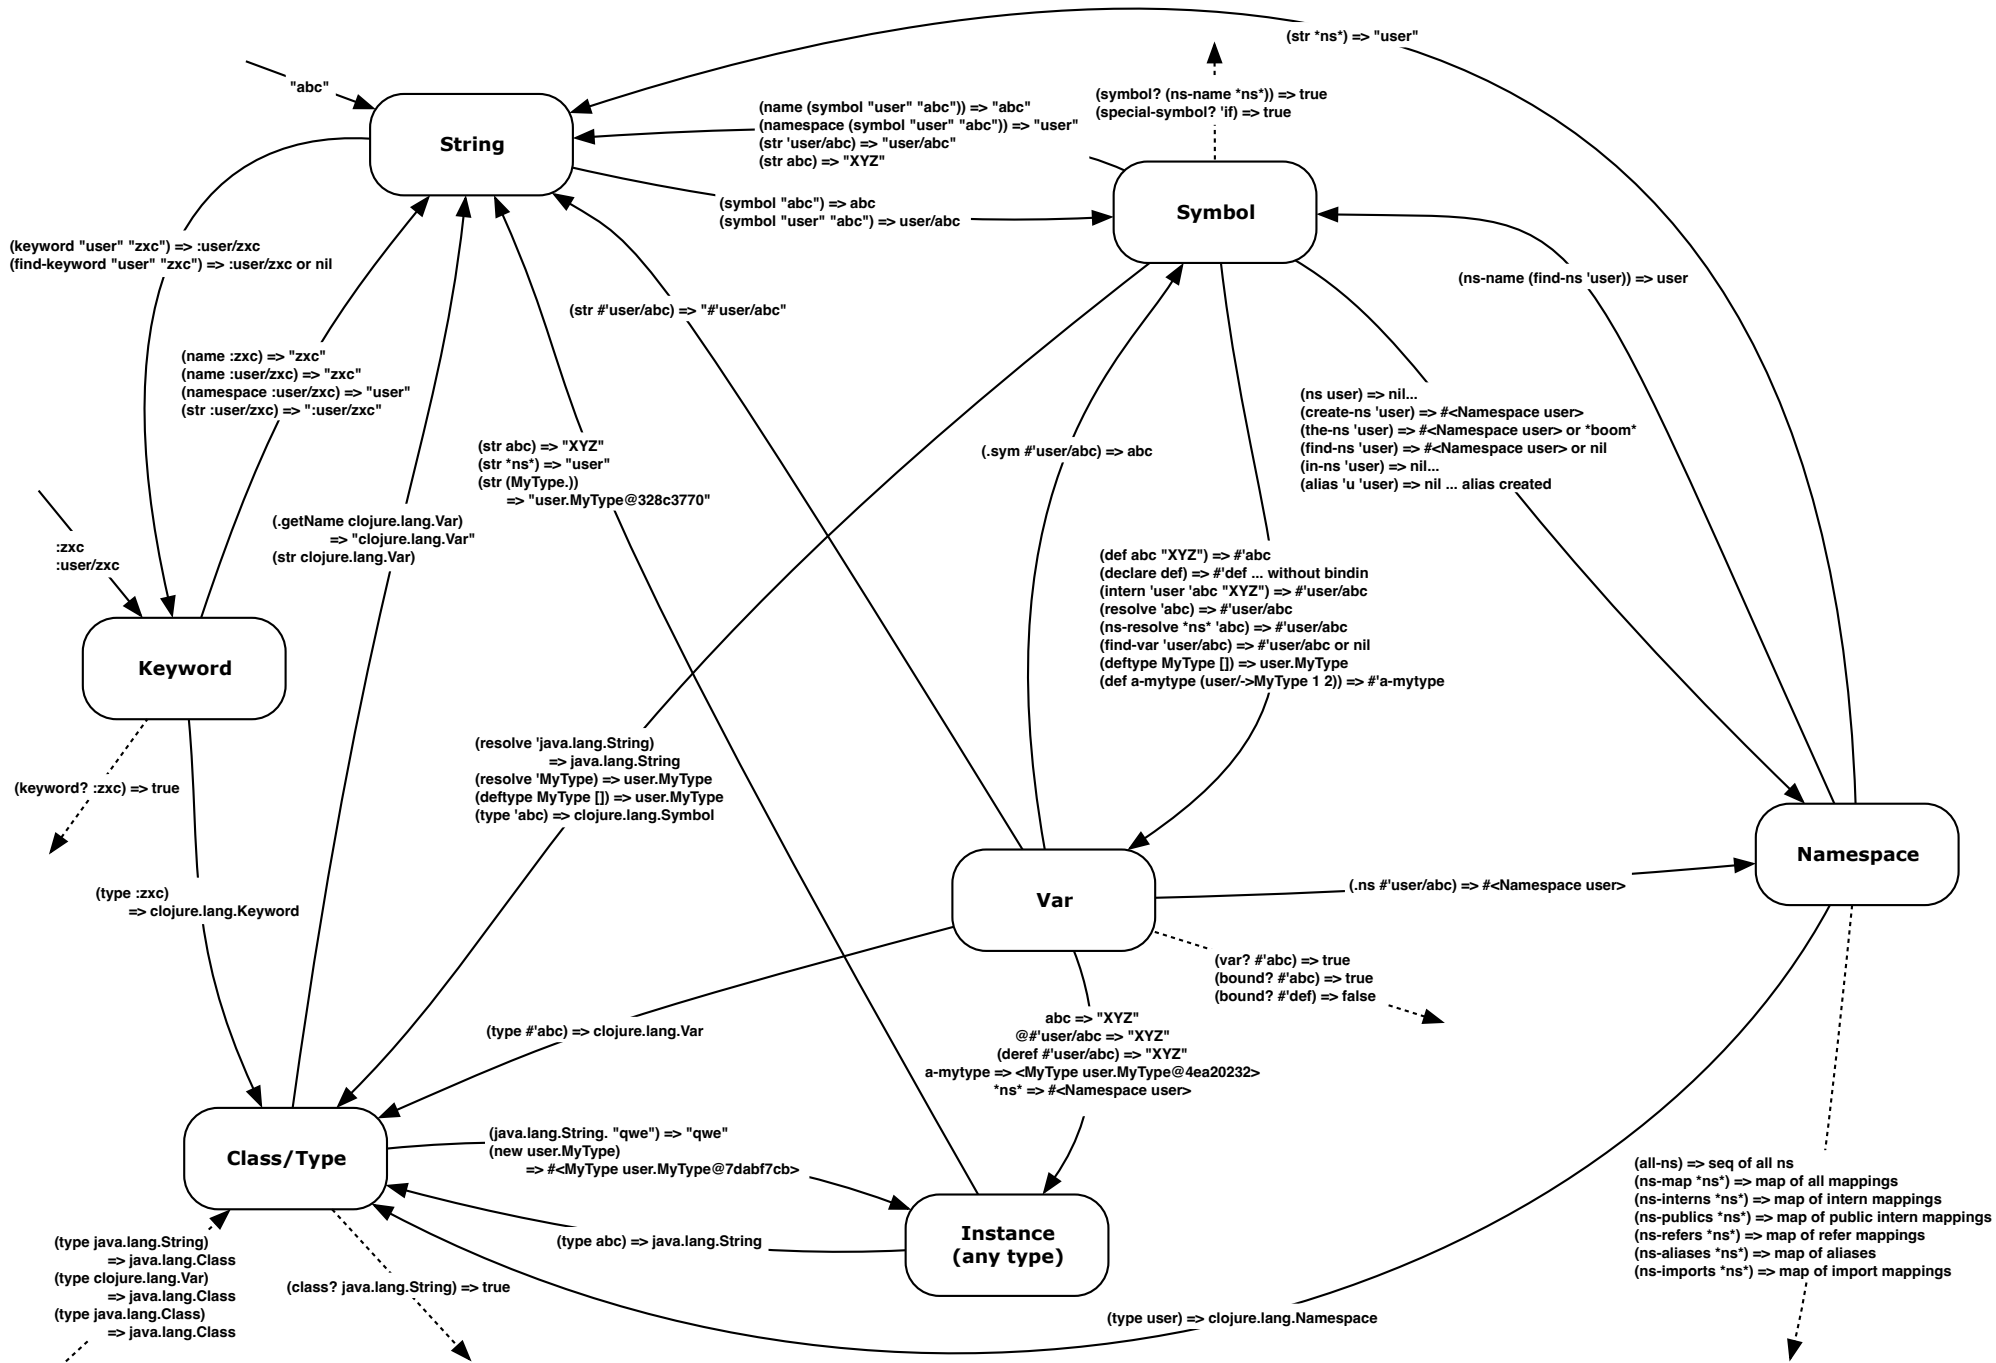 (str *ns*) => "user"
"abc"
String
(name (symbol "user" "abc")) => "abc"
(namespace (symbol "user" "abc")) => "user"
(str 'user/abc) => "user/abc"
(str abc) => "XYZ"
(symbol? (ns-name *ns*)) => true
(special-symbol? 'if) => true
(symbol "abc") => abc
(symbol "user" "abc") => user/abc
Symbol
(keyword "user" "zxc") => :user/zxc
(find-keyword "user" "zxc") => :user/zxc or nil
(ns-name (find-ns 'user)) => user
(str #'user/abc) => "#'user/abc"
(name :zxc) => "zxc"
(name :user/zxc) => "zxc"
(namespace :user/zxc) => "user"
(str :user/zxc) => ":user/zxc"
(ns user) => nil...
(create-ns 'user) => #<Namespace user>
(the-ns 'user) => #<Namespace user> or *boom*
(find-ns 'user) => #<Namespace user> or nil
(in-ns 'user) => nil...
(alias 'u 'user) => nil ... alias created
(str abc) => "XYZ"
(str *ns*) => "user"
(str (MyType.))
=> "user.MyType@328c3770"
(.sym #'user/abc) => abc
(.getName clojure.lang.Var)
=> "clojure.lang.Var"
(str clojure.lang.Var)
:zxc
:user/zxc
(def abc "XYZ") => #'abc
(declare def) => #'def ... without bindin
(intern 'user 'abc "XYZ") => #'user/abc
(resolve 'abc) => #'user/abc
(ns-resolve *ns* 'abc) => #'user/abc
(find-var 'user/abc) => #'user/abc or nil
(deftype MyType []) => user.MyType
(def a-mytype (user/->MyType 1 2)) => #'a-mytype
Keyword
(resolve 'java.lang.String)
=> java.lang.String
(resolve 'MyType) => user.MyType
(deftype MyType []) => user.MyType
(type 'abc) => clojure.lang.Symbol
(keyword? :zxc) => true
Namespace
(type :zxc)
=> clojure.lang.Keyword
Var
(.ns #'user/abc) => #<Namespace user>
(var? #'abc) => true
(bound? #'abc) => true
(bound? #'def) => false
(type #'abc) => clojure.lang.Var
abc => "XYZ"
@#'user/abc => "XYZ"
(deref #'user/abc) => "XYZ"
a-mytype => <MyType user.MyType@4ea20232>
*ns* => #<Namespace user>
Class/Type
(java.lang.String. "qwe") => "qwe"
(new user.MyType)
=> #<MyType user.MyType@7dabf7cb>
(all-ns) => seq of all ns
(ns-map *ns*) => map of all mappings
(ns-interns *ns*) => map of intern mappings
(ns-publics *ns*) => map of public intern mappings
(ns-refers *ns*) => map of refer mappings
(ns-aliases *ns*) => map of aliases
(ns-imports *ns*) => map of import mappings
Instance
(any type)
(type abc) => java.lang.String
(type java.lang.String)
=> java.lang.Class
(type clojure.lang.Var)
=> java.lang.Class
(type java.lang.Class)
=> java.lang.Class
(class? java.lang.String) => true
(type user) => clojure.lang.Namespace